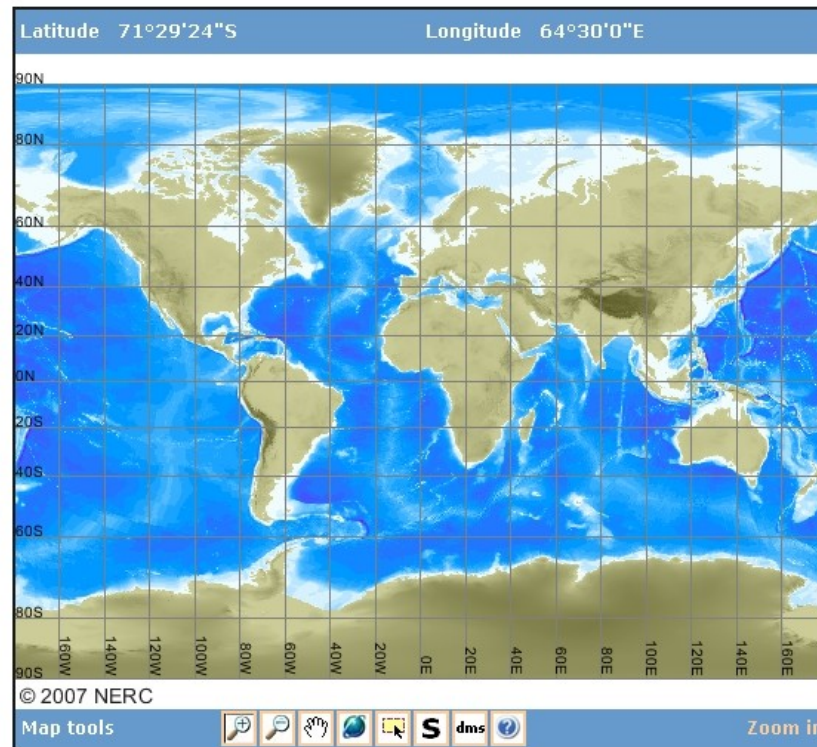 Latitude 71°29'24"S Longitude 64°30'0"E
90N
80N
60N
40N
20N
0N
20S
40S
60S
80S
160W 140W 120W 100W 80W 60W 40W 20W 0E 20E 40E 60E 80E 100E 120E 140E 160E
90S
© 2007 NERC
Map tools S dms ? Zoom in